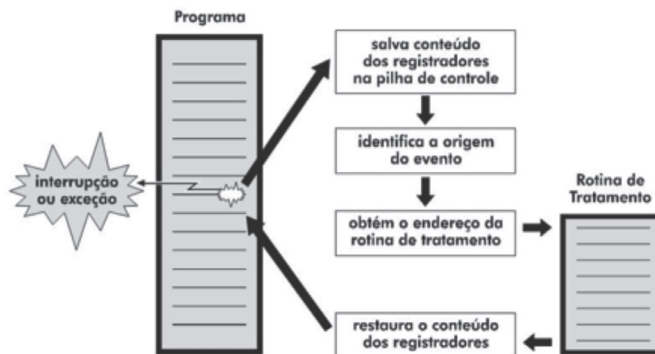 Programa
salva conteúdo
dos registradores
na pilha de controle
identifica a origem
do evento
interrupção
ou exceção
Rotina de
Tratamento
obtém o endereço da
rotina de tratamento
restaura o conteúdo
dos registradores